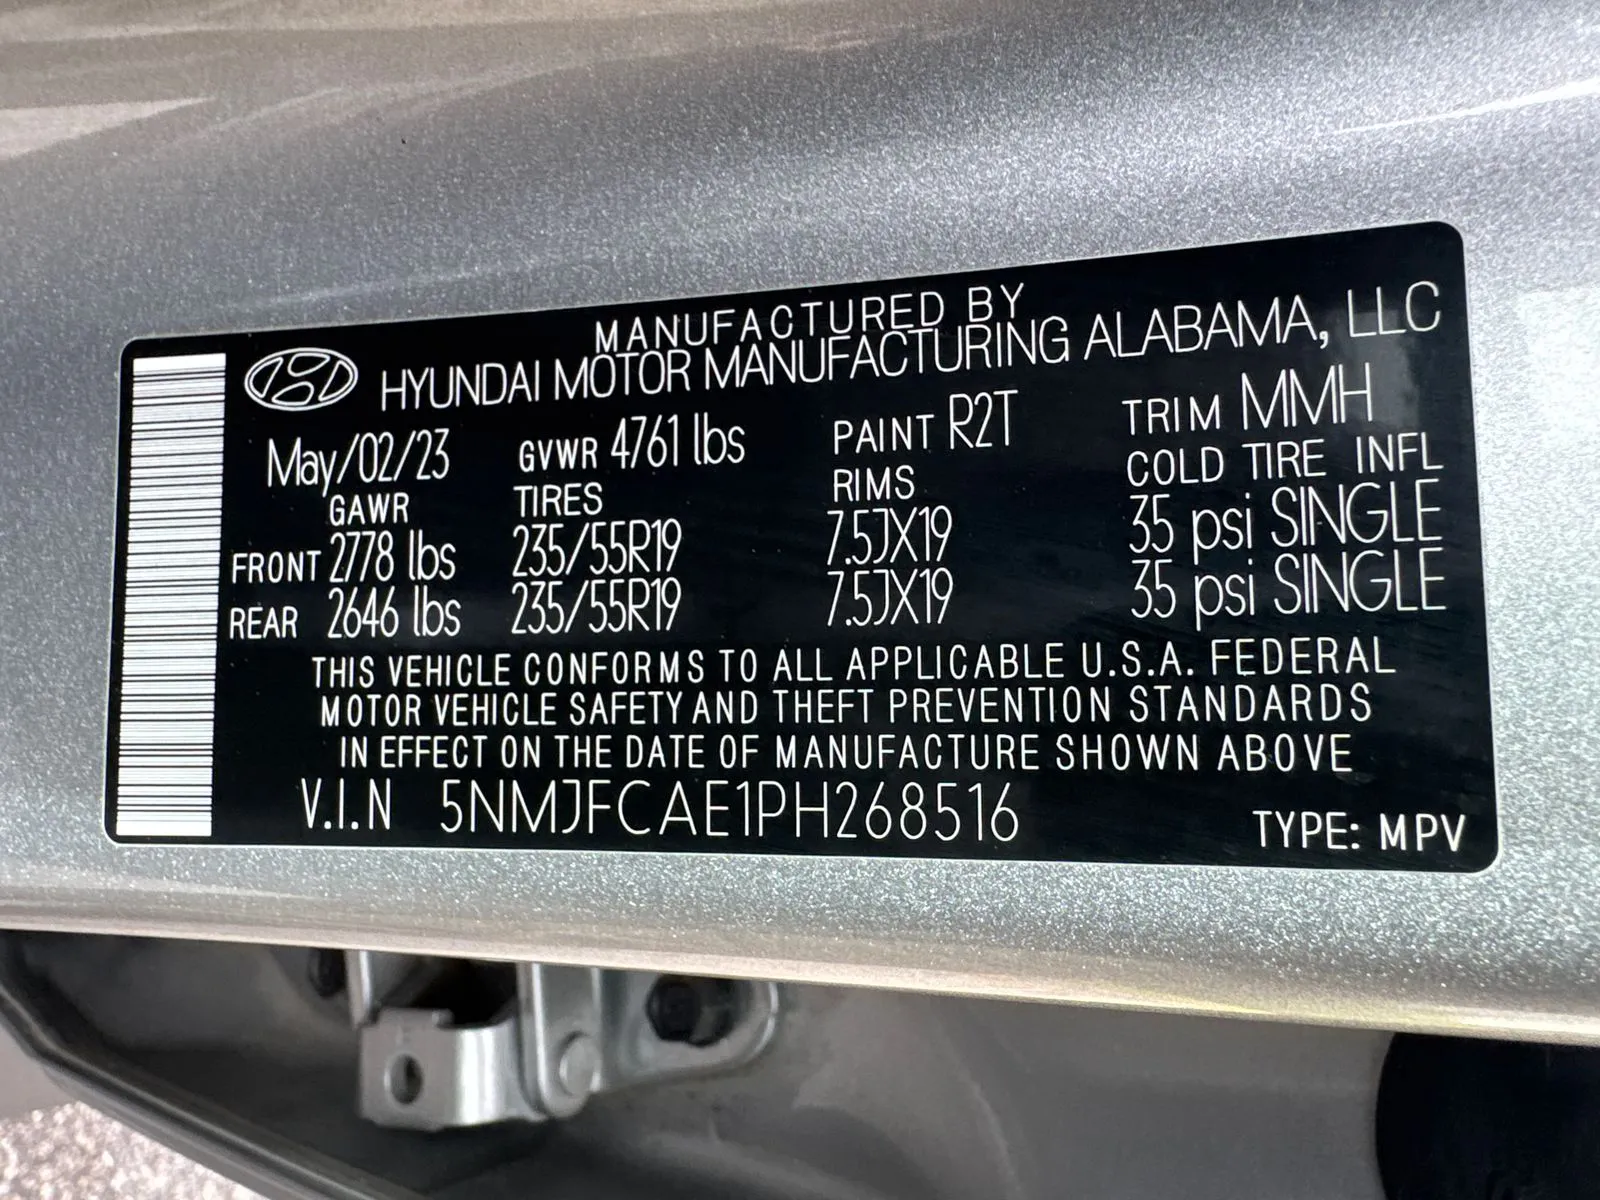 MANUFACTURED BY
HYUNDAI MOTOR MANUFACTURING ALABAMA, LLC
May/02/23 GVWR 4761 lbs PAINT R2T TRIM MMH
GAWR TIRES RIMS COLD TIRE INFL
FRONT 2778 lbs 235/55R19 7.5JX19 35 psi SINGLE
REAR 2646 lbs 235/55R19 7.5JX19 35 psi SINGLE
THIS VEHICLE CONFORMS TO ALL APPLICABLE U.S.A. FEDERAL
MOTOR VEHICLE SAFETY AND THEFT PREVENTION STANDARDS
IN EFFECT ON THE DATE OF MANUFACTURE SHOWN ABOVE
V.I.N 5NMJFCAE1PH268516 TYPE: MPV